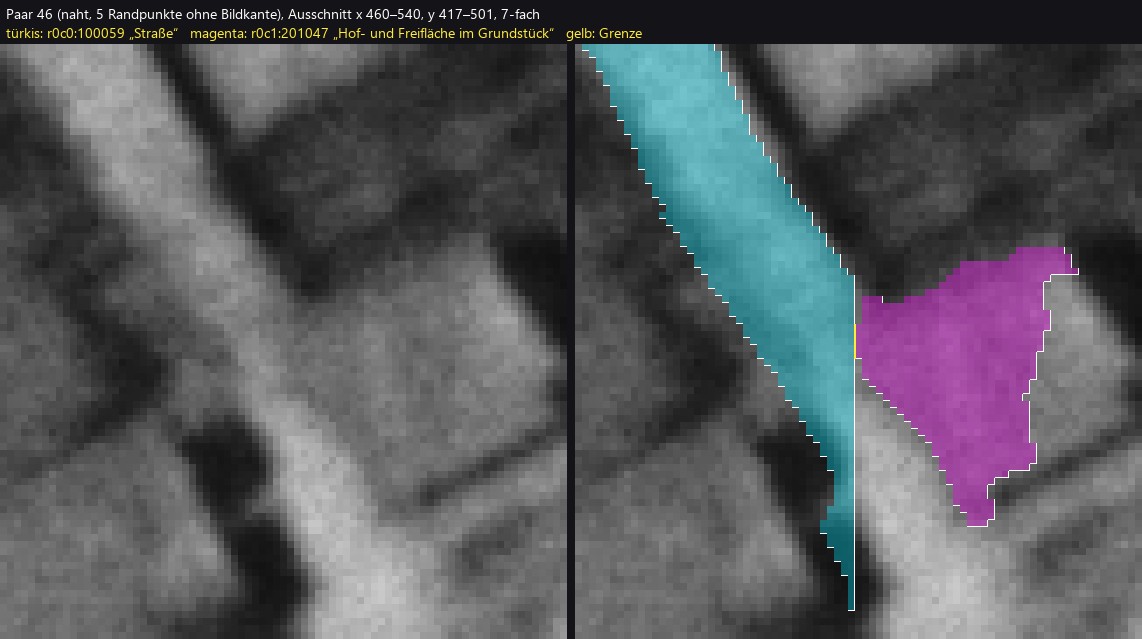 Paar 46 (naht, 5 Randpunkte ohne Bildkante), Ausschnitt x 460–540, y 417–501, 7-fach
türkis: r0c0:100059 „Straße“ magenta: r0c1:201047 „Hof- und Freifläche im Grundstück“ gelb: Grenze